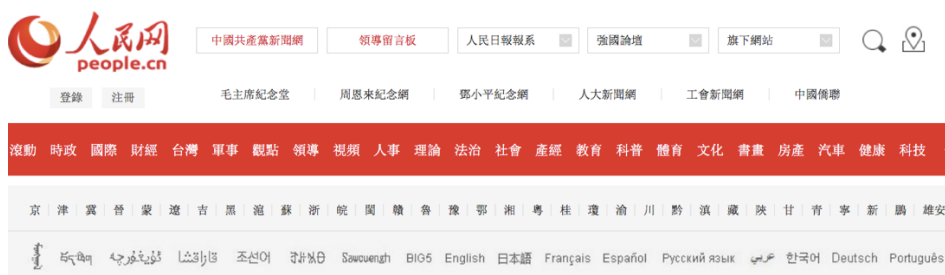 人民网
people.cn
中國共產黨新聞網 領導留言板 人民日報報系 強國論壇 旗下網站
登錄 注冊 毛主席紀念堂 周恩來紀念網 鄧小平紀念網 人大新聞網 工會新聞網 中國僑聯
滾動 時政 國際 財經 台灣 軍事 觀點 領導 視頻 人事 理論 法治 社會 產經 教育 科普 體育 文化 書畫 房產 汽車 健康 科技
京 津 冀 晉 蒙 遼 吉 黑 滬 蘇 浙 皖 閩 贛 魯 豫 鄂 湘 粵 桂 瓊 渝 川 黔 滇 藏 陝 甘 青 寧 新 鵬 雄安
ئۇيغۇرچە قازاقشا 조선어 Sawcuengh BIG5 English 日本語 Français Español Русский язык عربي 한국어 Deutsch Português